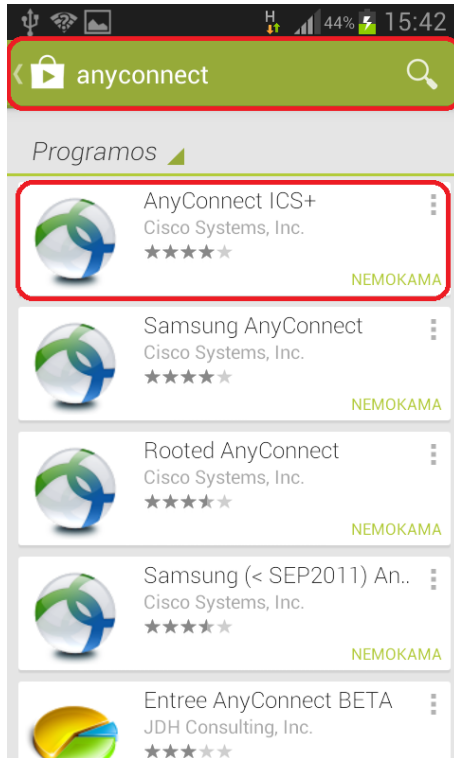 H 44% 15:42
anyconnect
Programos
AnyConnect ICS+
Cisco Systems, Inc.
NEMOKAMA
Samsung AnyConnect
Cisco Systems, Inc.
NEMOKAMA
Rooted AnyConnect
Cisco Systems, Inc.
NEMOKAMA
Samsung (< SEP2011) An..
Cisco Systems, Inc.
NEMOKAMA
Entree AnyConnect BETA
JDH Consulting, Inc.